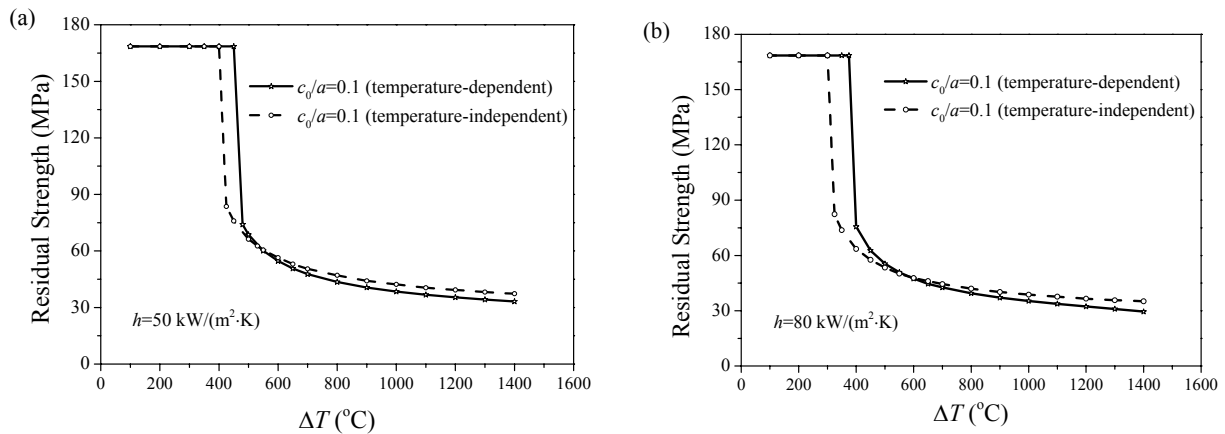 (a)
180
150
120
90
60
30
0
Residual Strength (MPa)
c₀/a=0.1 (temperature-dependent)
c₀/a=0.1 (temperature-independent)
h=50 kW/(m²·K)
0 200 400 600 800 1000 1200 1400 1600
ΔT (°C)
(b)
180
150
120
90
60
30
0
Residual Strength (MPa)
c₀/a=0.1 (temperature-dependent)
c₀/a=0.1 (temperature-independent)
h=80 kW/(m²·K)
0 200 400 600 800 1000 1200 1400 1600
ΔT (°C)